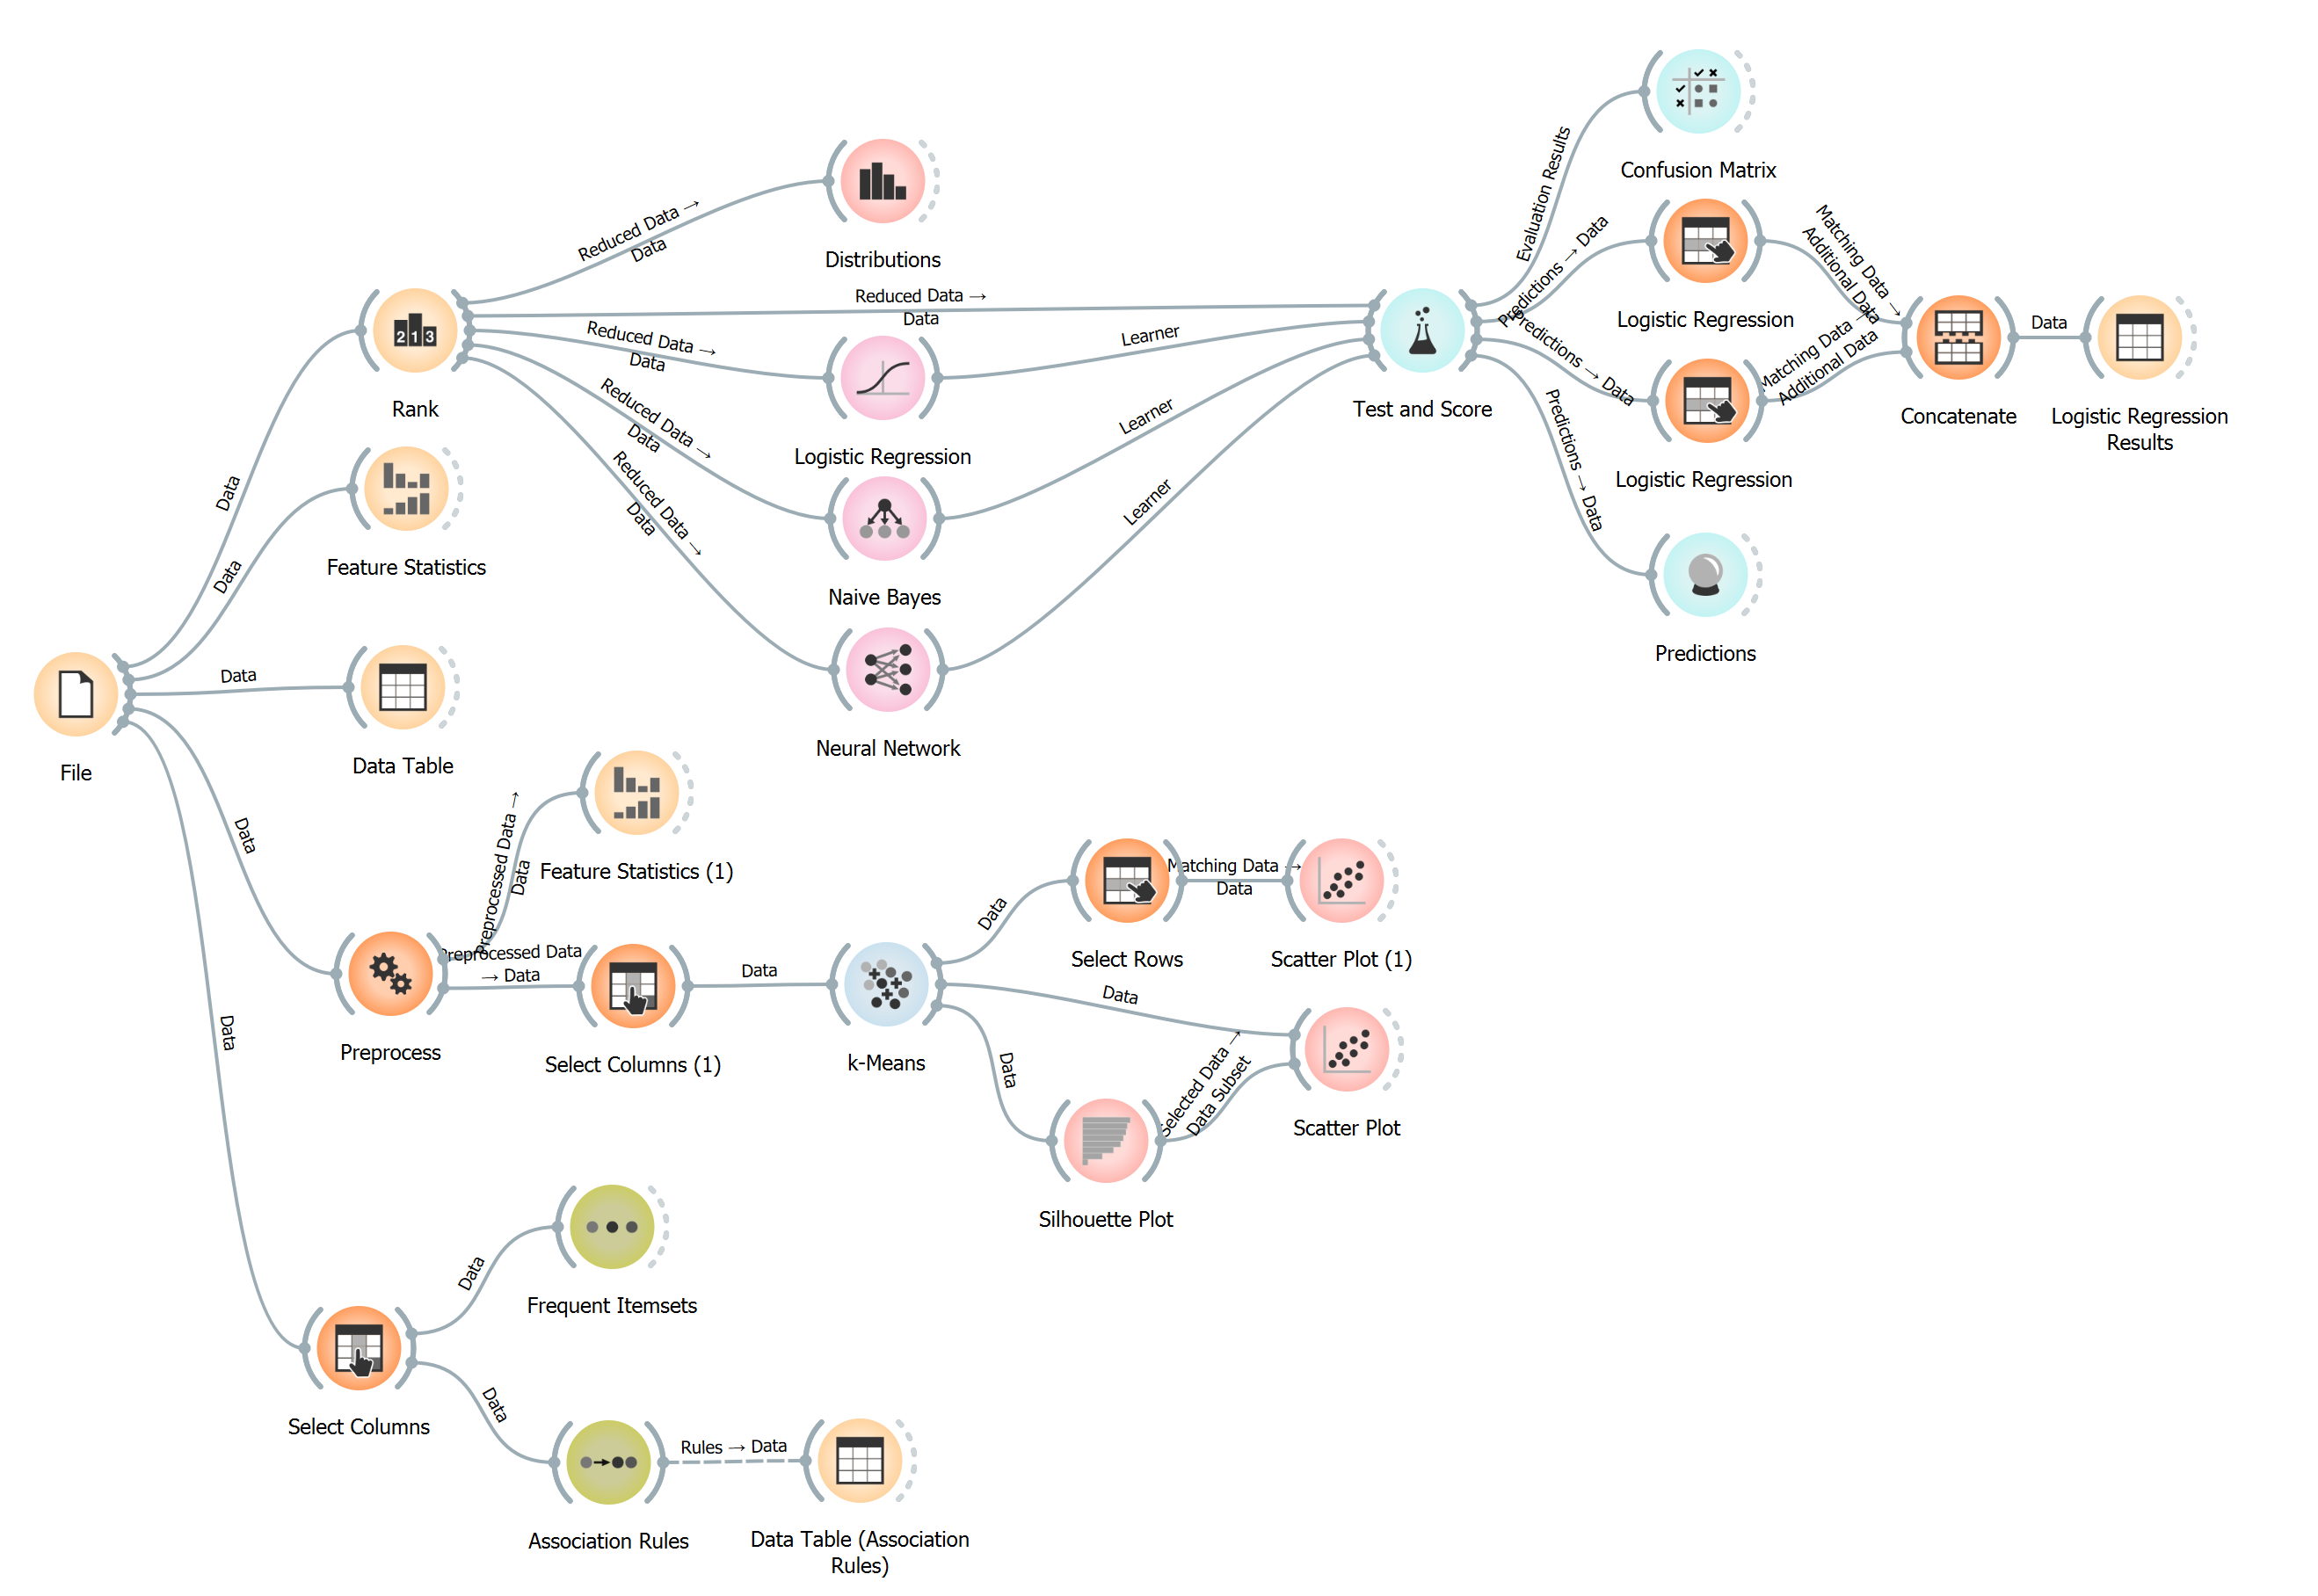 Confusion Matrix
Evaluation Results
Distributions
Reduced Data →
Data
Predictions → Data
Logistic Regression
Matching Data →
Additional Data
Reduced Data →
Data
Rank
Reduced Data →
Data
Logistic Regression
Learner
Test and Score
Predictions → Data
Logistic Regression
Matching Data →
Additional Data
Concatenate
Data
Logistic Regression
Results
Reduced Data →
Data
Naive Bayes
Learner
Reduced Data →
Data
Neural Network
Learner
Predictions → Data
Predictions
2 1 3
Data
Data
Feature Statistics
Data
Data Table
File
Data
Preprocessed Data →
Data
Feature Statistics (1)
Preprocess
Preprocessed Data
→ Data
Select Columns (1)
Data
k-Means
Data
Select Rows
Matching Data →
Data
Scatter Plot (1)
Data
Scatter Plot
Data
Silhouette Plot
Selected Data →
Data Subset
Data
Select Columns
Data
Frequent Itemsets
Data
Association Rules
Rules → Data
Data Table (Association
Rules)